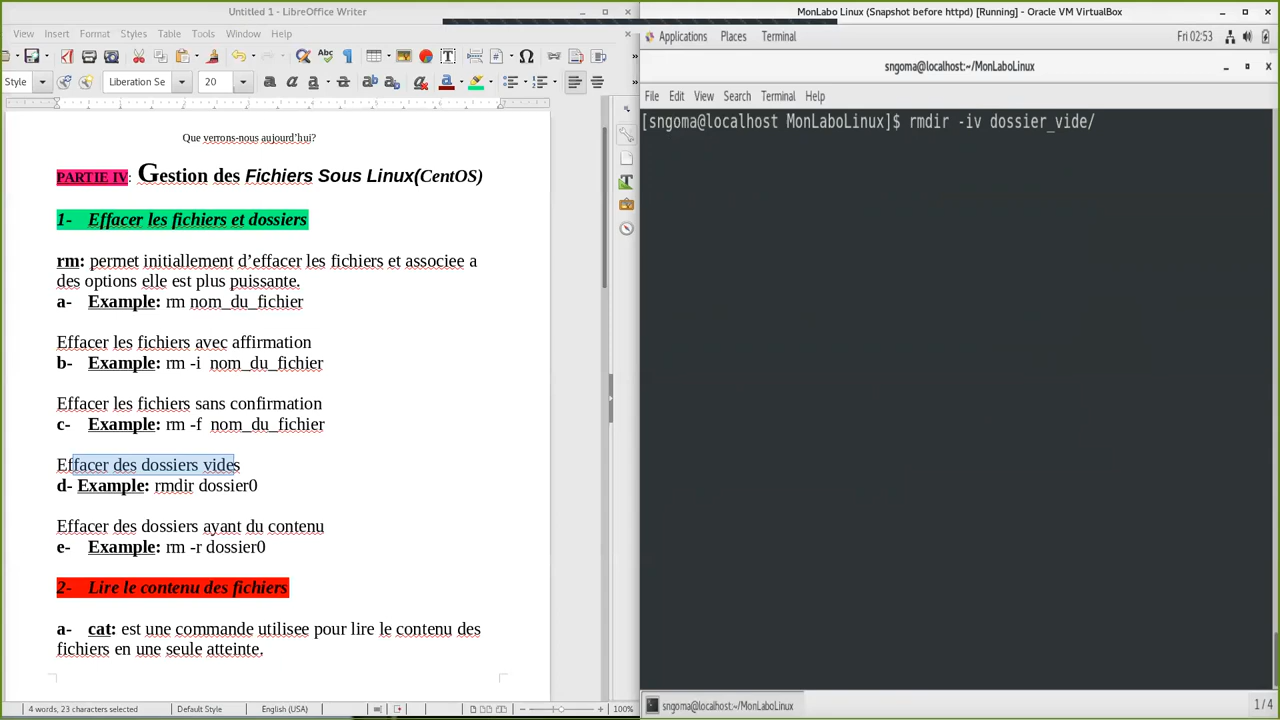 Untitled 1 - LibreOffice Writer
View Insert Format Styles Table Tools Window Help
Style Liberation Se 20
Que verrons-nous aujourd'hui?
PARTIE IV: Gestion des Fichiers Sous Linux(CentOS)
1- Effacer les fichiers et dossiers
rm: permet initiallement d'effacer les fichiers et associee a
des options elle est plus puissante.
a- Example: rm nom_du_fichier
Effacer les fichiers avec affirmation
b- Example: rm -i nom_du_fichier
Effacer les fichiers sans confirmation
c- Example: rm -f nom_du_fichier
Effacer des dossiers vides
d- Example: rmdir dossier0
Effacer des dossiers ayant du contenu
e- Example: rm -r dossier0
2- Lire le contenu des fichiers
a- cat: est une commande utilisee pour lire le contenu des
fichiers en une seule atteinte.
4 words, 23 characters selected Default Style English (USA) 100%
MonLabo Linux (Snapshot before httpd) [Running] - Oracle VM VirtualBox
Applications Places Terminal Fri 02:53
sngoma@localhost:~/MonLaboLinux
File Edit View Search Terminal Help
[sngoma@localhost MonLaboLinux]$ rmdir -iv dossier_vide/
sngoma@localhost:~/MonLaboLinux 1 / 4